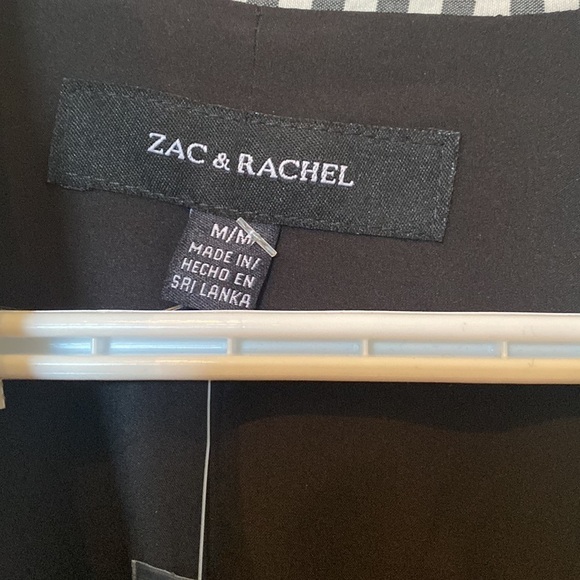 ZAC & RACHEL
M/M
MADE IN/
HECHO EN
SRI LANKA